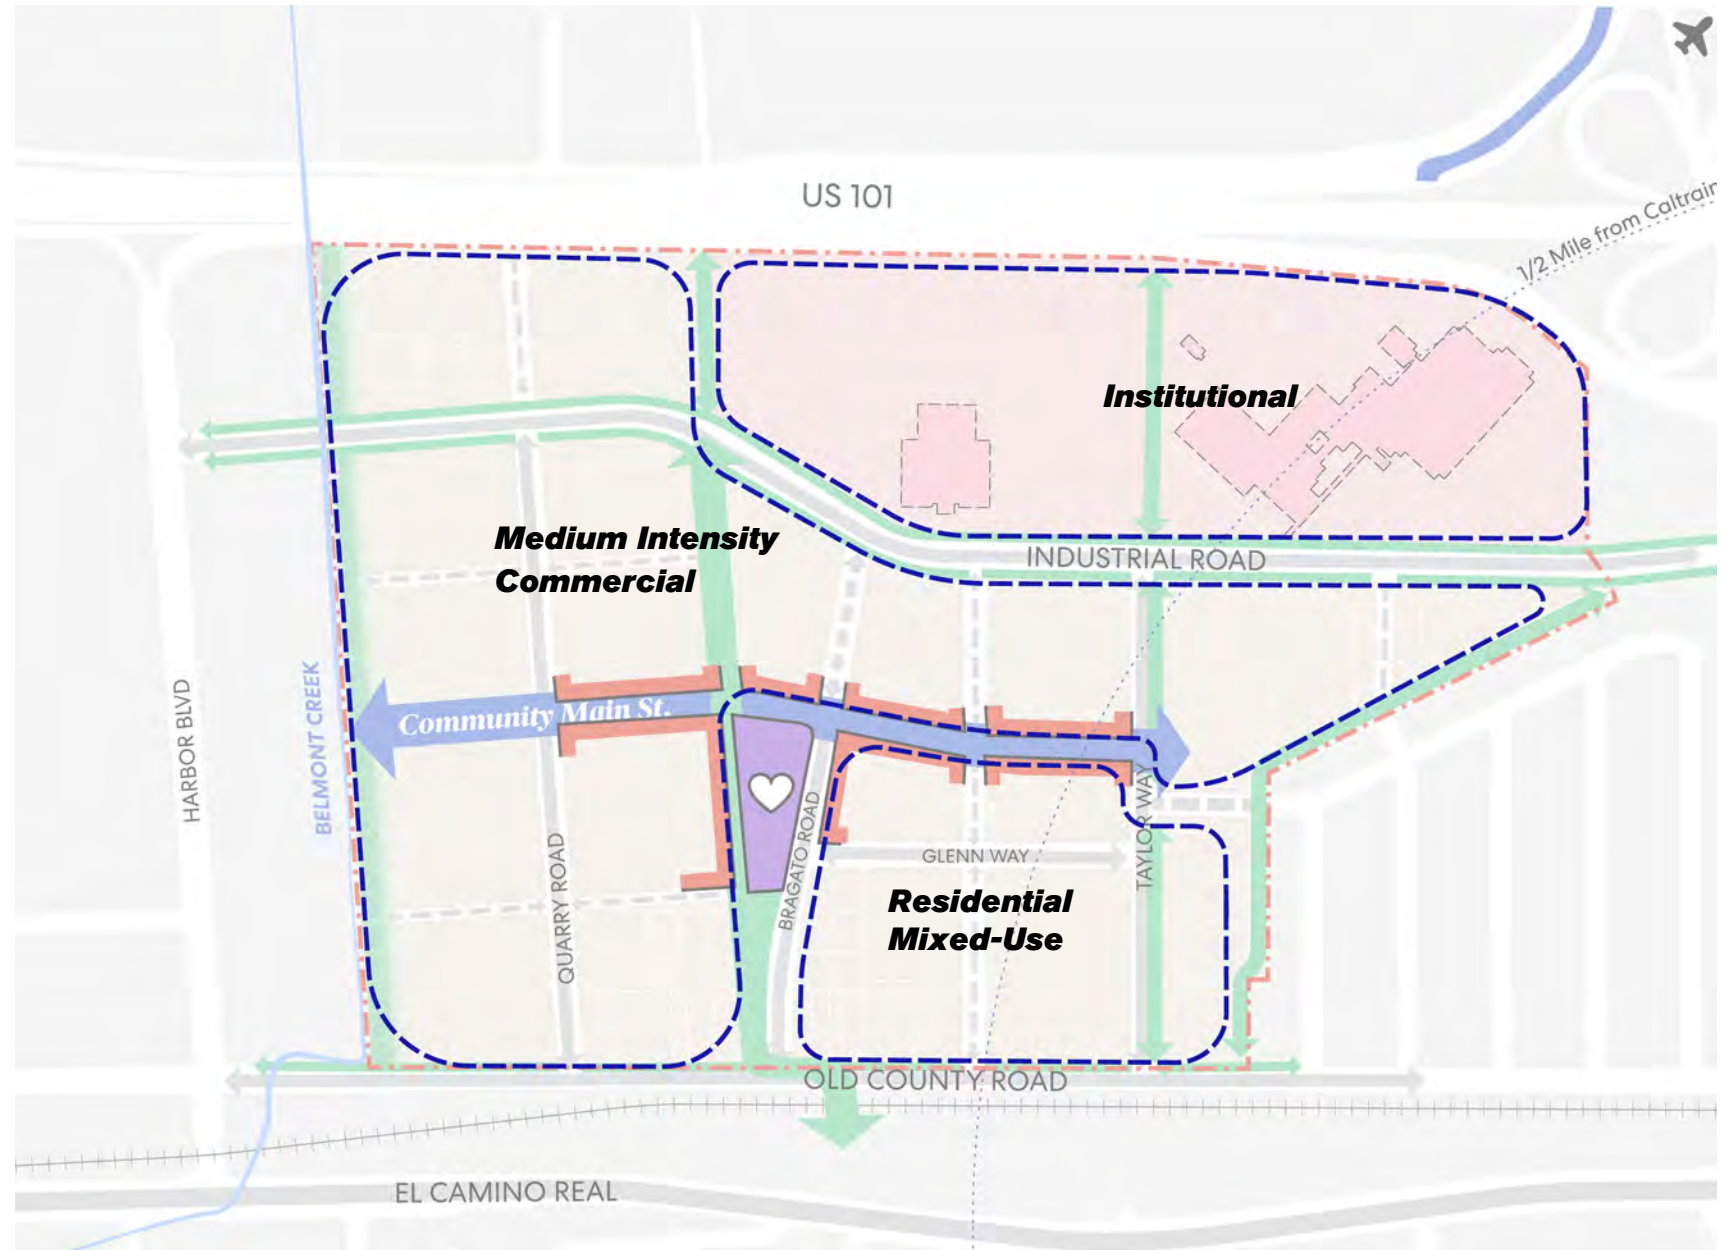 US 101
1/2 Mile from Caltrain
Institutional
Medium Intensity
Commercial
INDUSTRIAL ROAD
HARBOR BLVD
BELMONT CREEK
Community Main St.
QUARRY ROAD
BRAGATO ROAD
TAYLOR WAY
GLENN WAY
Residential
Mixed-Use
OLD COUNTY ROAD
EL CAMINO REAL